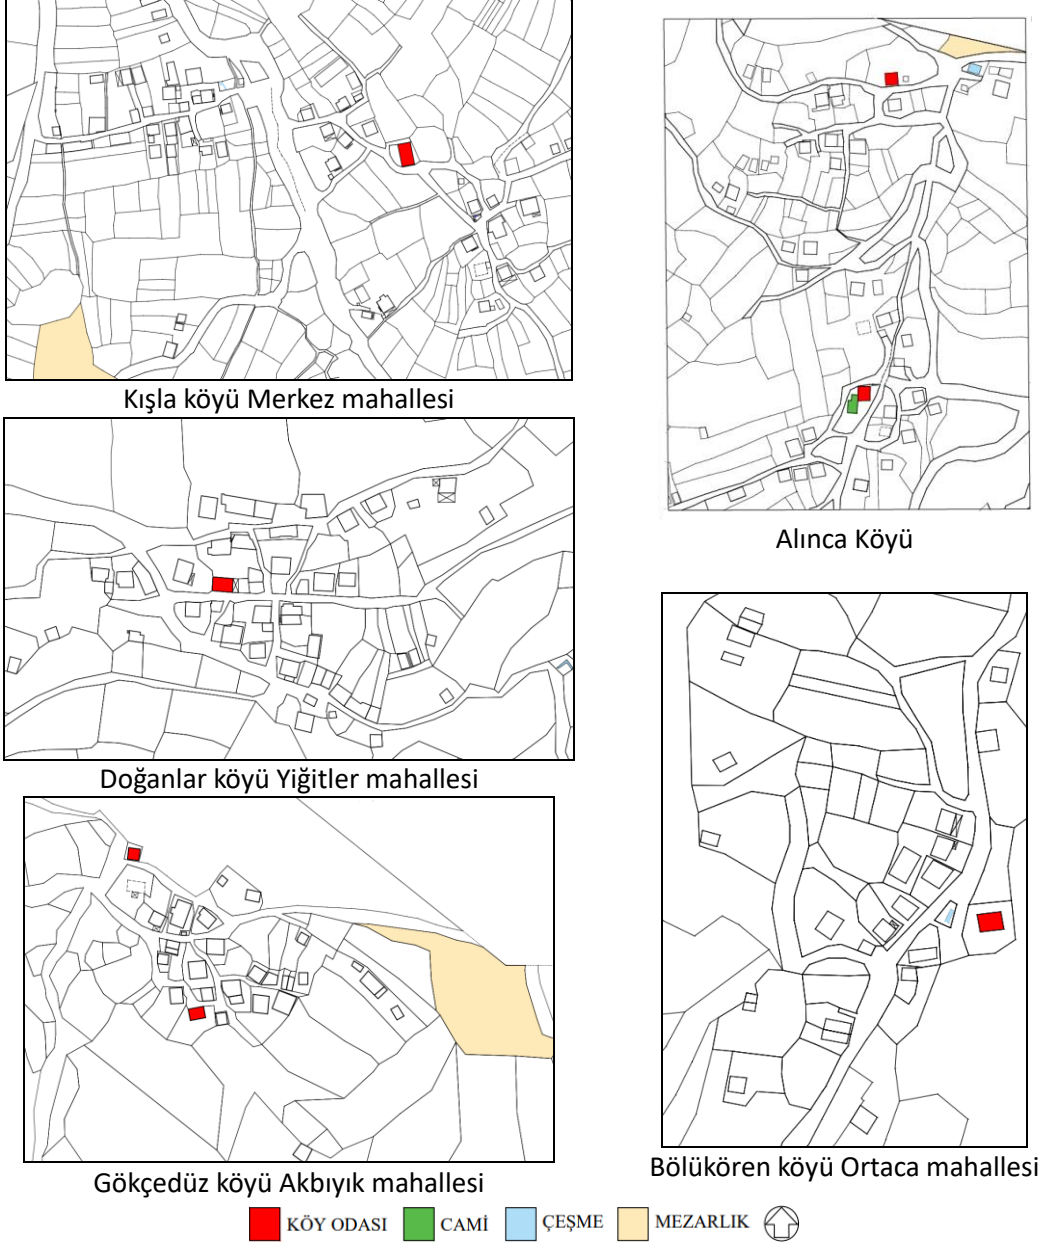 Kışla köyü Merkez mahallesi
Alınca Köyü
Doğanlar köyü Yiğitler mahallesi
Gökçedüz köyü Akbıyık mahallesi
Bölükören köyü Ortaca mahallesi
KÖY ODASI CAMİ ÇEŞME MEZARLIK